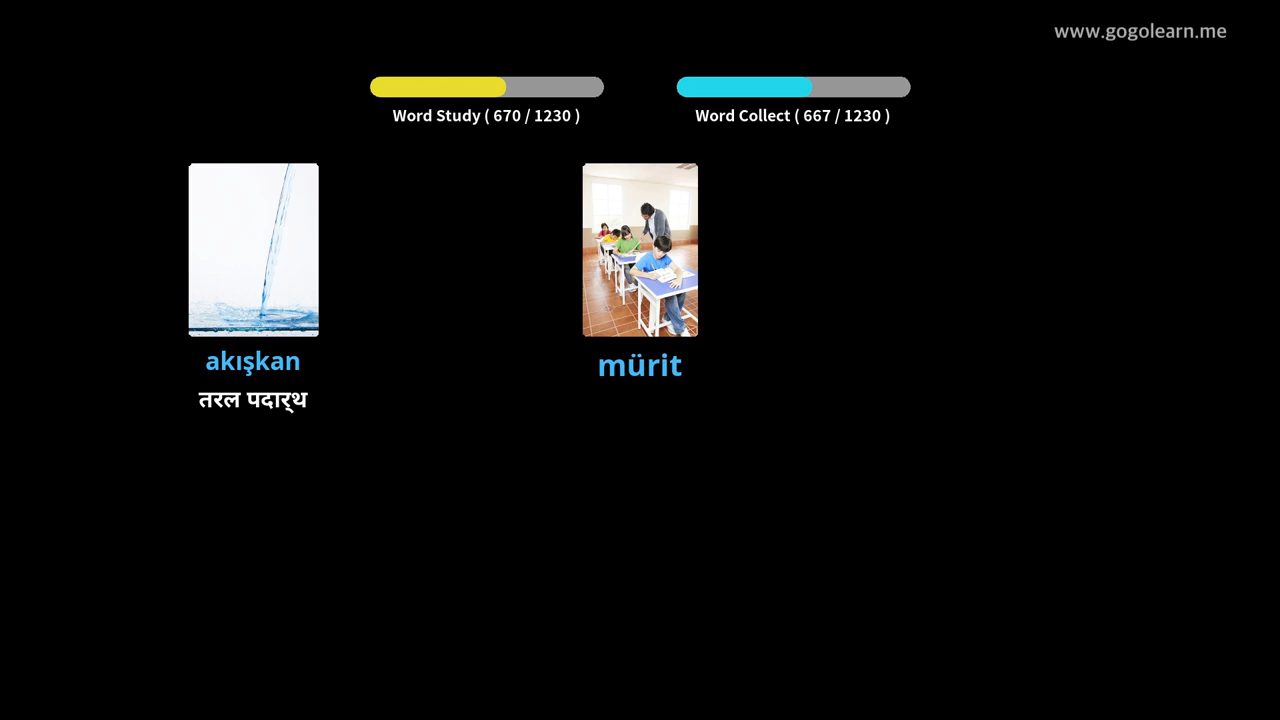 www.gogolearn.me
Word Study ( 670 / 1230 )
Word Collect ( 667 / 1230 )
akışkan
तरल पदार्थ
mürit